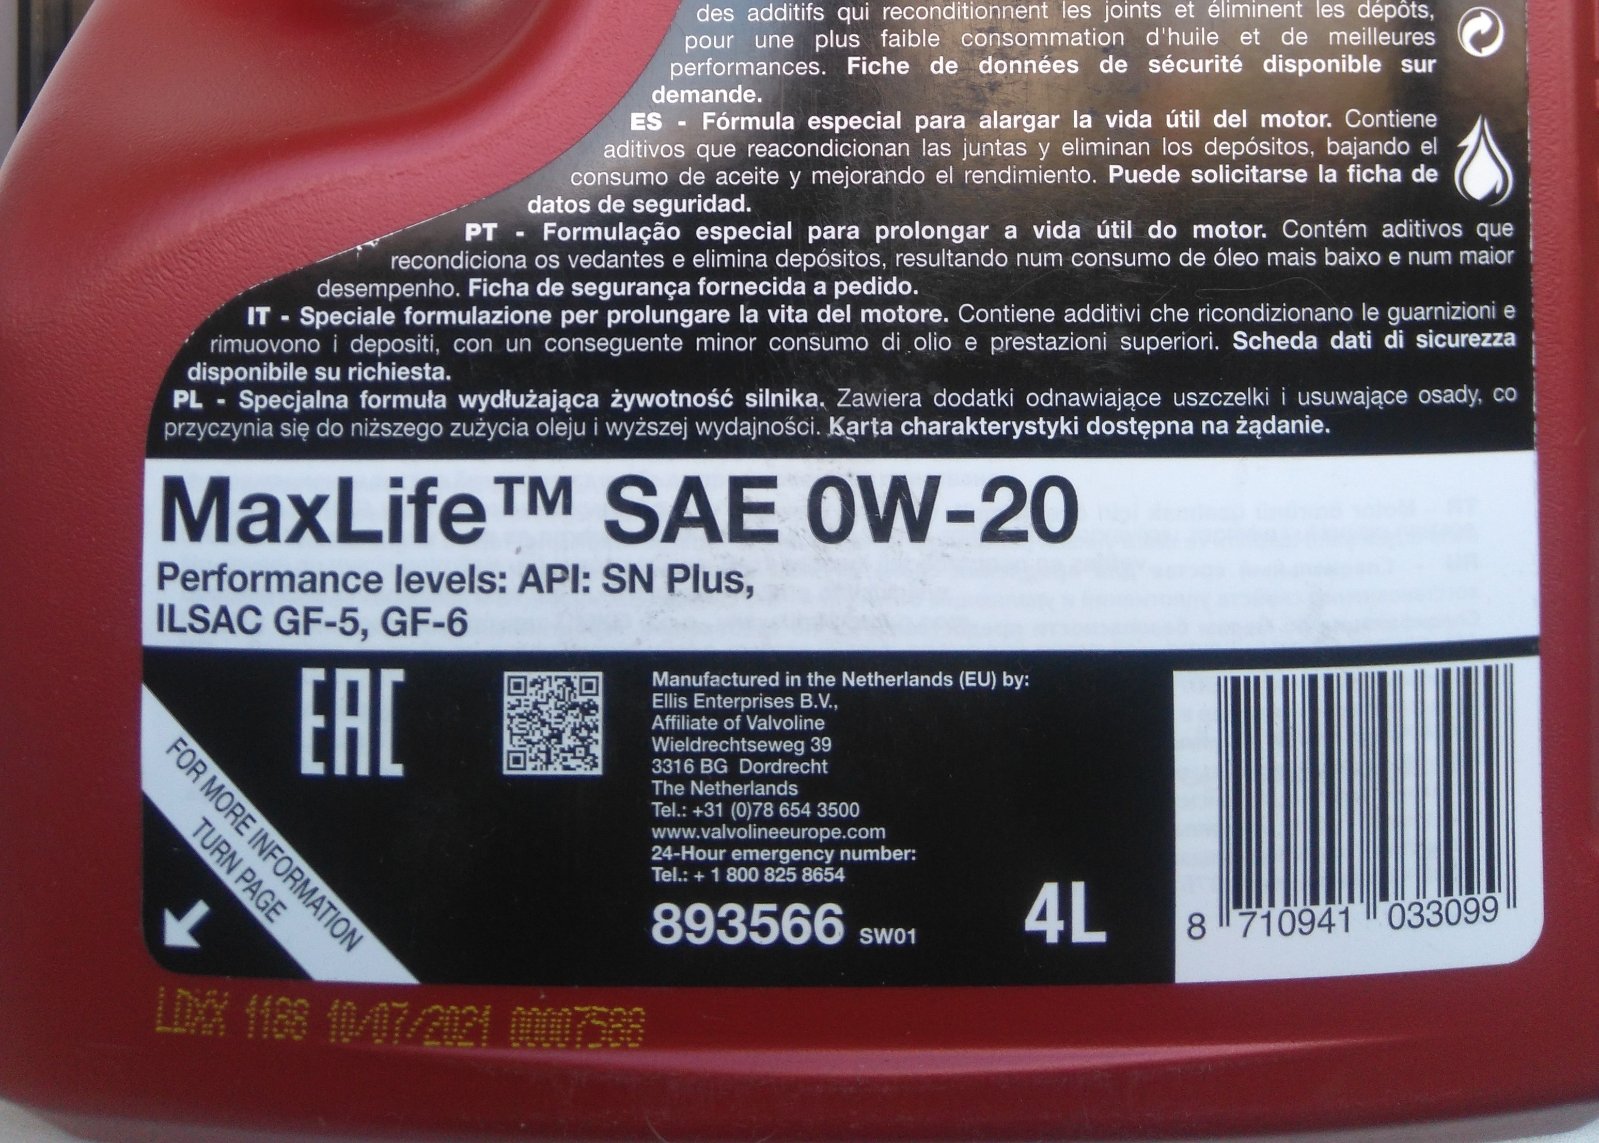 des additifs qui reconditionnent les joints et éliminent les dépôts,
pour une plus faible consommation d'huile et de meilleures
performances. Fiche de données de sécurité disponible sur
demande.
ES - Fórmula especial para alargar la vida útil del motor. Contiene
aditivos que reacondicionan las juntas y eliminan los depósitos, bajando el
consumo de aceite y mejorando el rendimiento. Puede solicitarse la ficha de
datos de seguridad.
PT - Formulação especial para prolongar a vida útil do motor. Contém aditivos que
recondiciona os vedantes e elimina depósitos, resultando num consumo de óleo mais baixo e num maior
desempenho. Ficha de segurança fornecida a pedido.
IT - Speciale formulazione per prolungare la vita del motore. Contiene additivi che ricondizionano le guarnizioni e
rimuovono i depositi, con un conseguente minor consumo di olio e prestazioni superiori. Scheda dati di sicurezza
disponibile su richiesta.
PL - Specjalna formuła wydłużająca żywotność silnika. Zawiera dodatki odnawiające uszczelki i usuwające osady, co
przyczynia się do niższego zużycia oleju i wyższej wydajności. Karta charakterystyki dostępna na żądanie.
MaxLife™ SAE 0W-20
Performance levels: API: SN Plus,
ILSAC GF-5, GF-6
EAC
Manufactured in the Netherlands (EU) by:
Ellis Enterprises B.V.,
Affiliate of Valvoline
Wieldrechtseweg 39
3316 BG Dordrecht
The Netherlands
Tel.: +31 (0)78 654 3500
www.valvolineeurope.com
24-Hour emergency number:
Tel.: + 1 800 825 8654
893566 SW01
4L
8 710941 033099
FOR MORE INFORMATION
TURN PAGE
LDXX 1188 10/07/2021 00007588